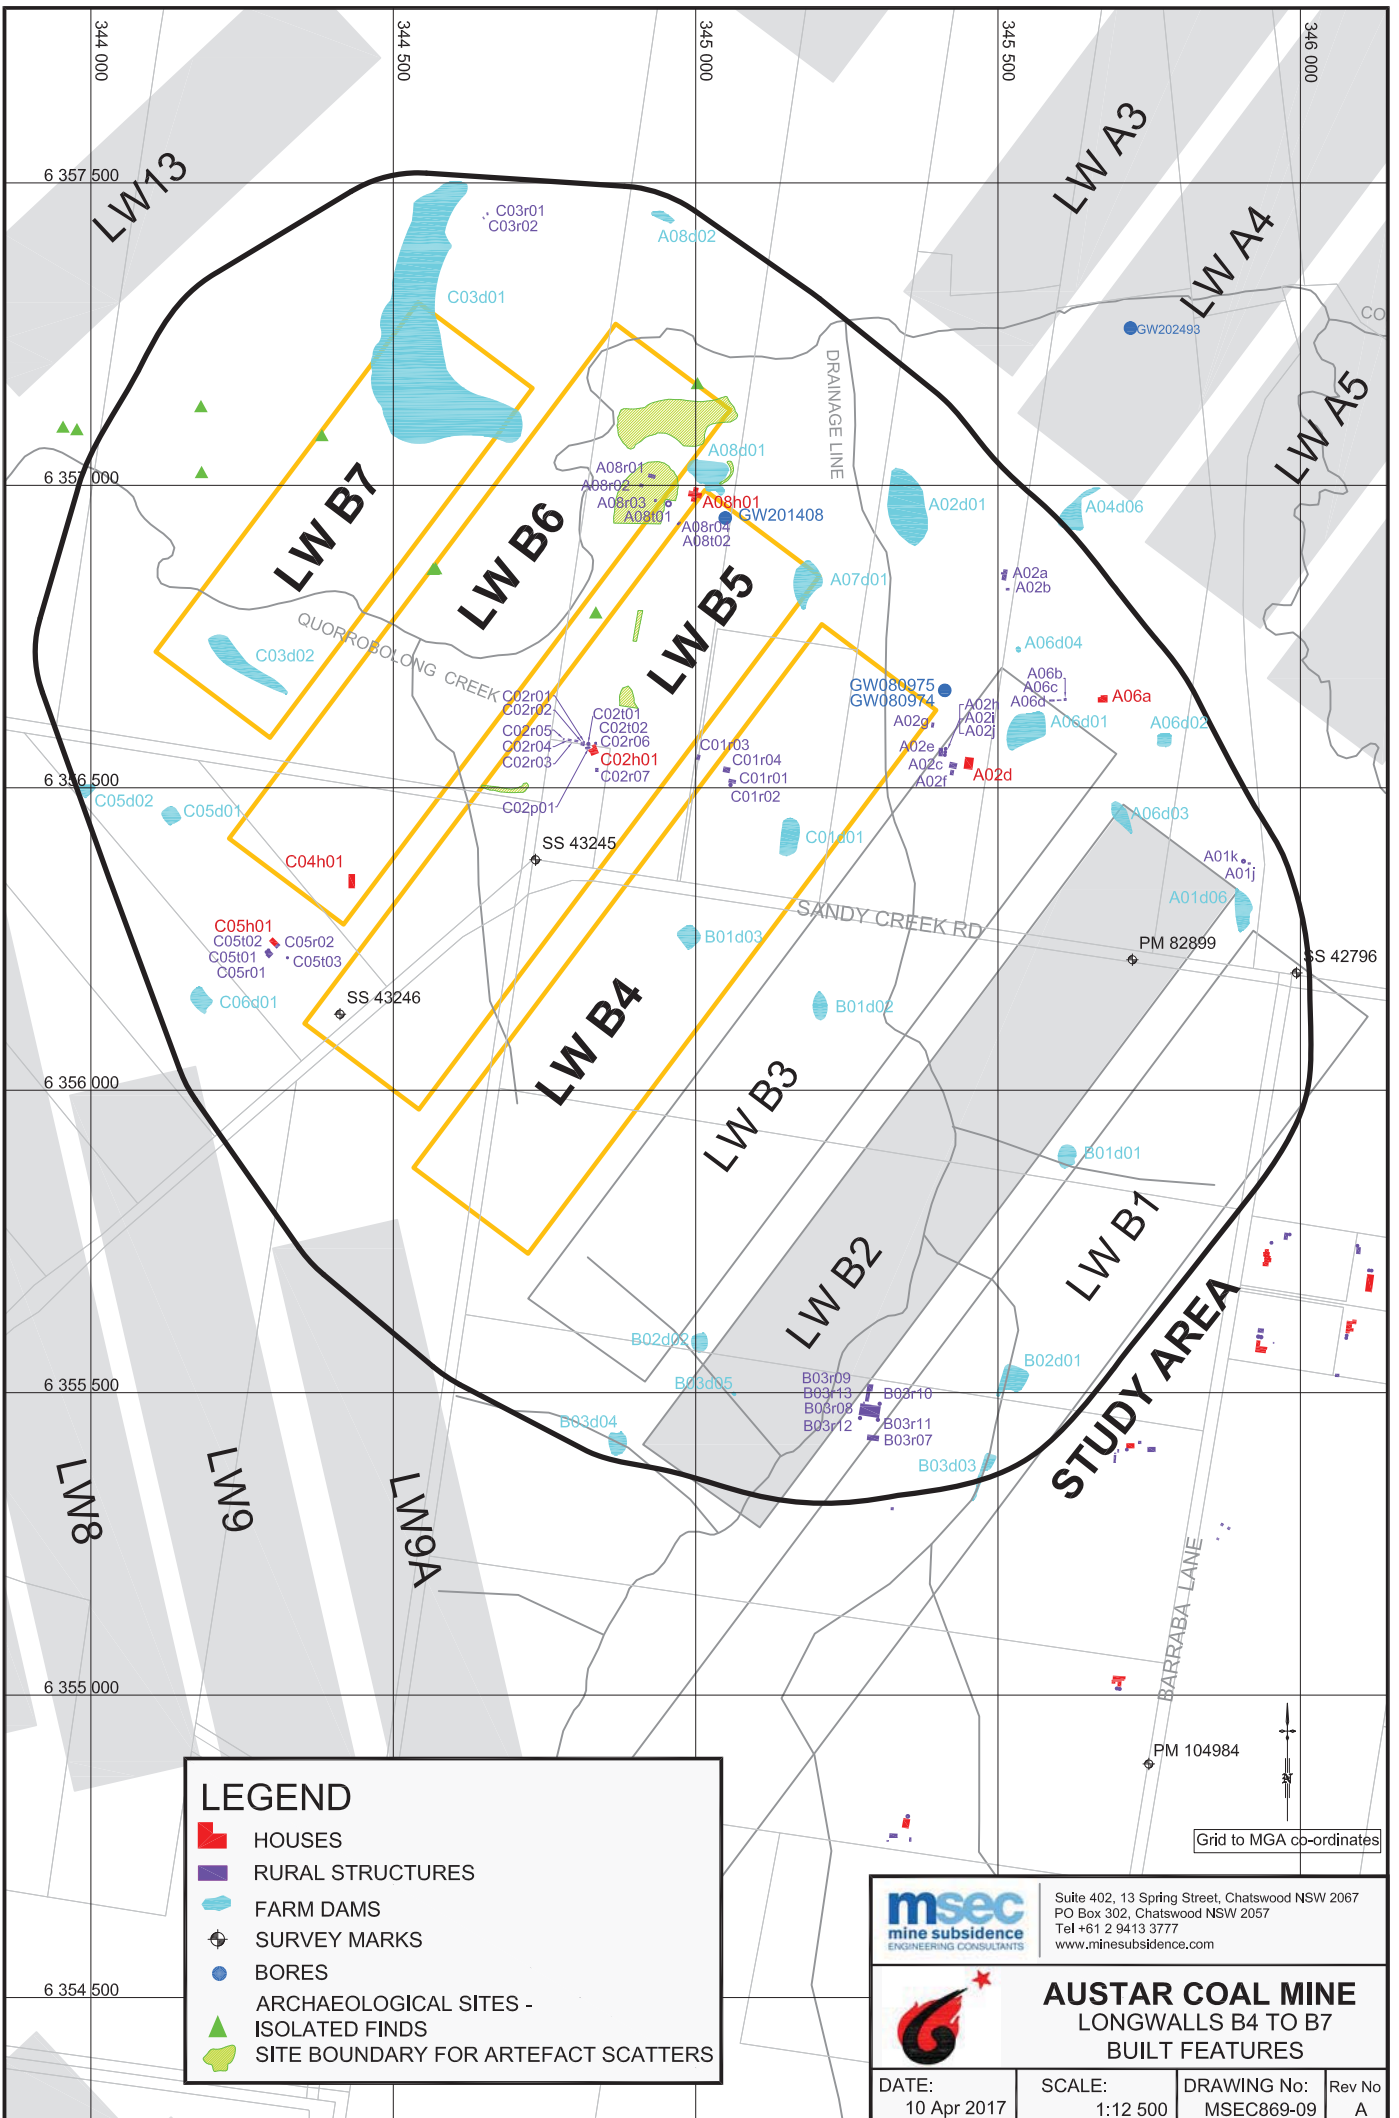 344 000
344 500
345 000
345 500
346 000
6 357 500
6 357 000
6 356 500
6 356 000
6 355 500
6 355 000
6 354 500
LW13
LW A3
LW A4
LW A5
C03r01
C03r02
A08d02
C03d01
GW202493
CO
DRAINAGE LINE
A08d01
A08r01
A08r02
A08r03
A08t01
A08h01
GW201408
A08r04
A08t02
A02d01
A04d06
LW B7
LW B6
LW B5
A07d01
A02a
A02b
A06d04
QUORROBOLONG CREEK
C03d02
C02r01
C02r02
C02r05
C02r04
C02r03
C02t01
C02t02
C02r06
C02h01
C02r07
C02p01
C01r03
C01r04
C01r01
C01r02
GW080975
GW080974
A02g
A02h
A02i
A02j
A02e
A02c
A02f
A02d
A06b
A06c
A06d
A06a
A06d01
A06d02
C05d02
C05d01
A06d03
SS 43245
C01d01
C04h01
A01k
A01j
A01d06
SANDY CREEK RD
C05h01
C05t02
C05t01
C05r01
C05r02
C05t03
B01d03
PM 82899
SS 42796
C06d01
SS 43246
B01d02
LW B4
LW B3
B01d01
LW B2
LW B1
STUDY AREA
B02d02
B03d05
B02d01
B03r09
B03r13
B03r08
B03r12
B03r10
B03r11
B03r07
B03d04
B03d03
LW8
LW9
LW9A
BARRABA LANE
PM 104984
N
Grid to MGA co-ordinates
LEGEND
HOUSES
RURAL STRUCTURES
FARM DAMS
SURVEY MARKS
BORES
ARCHAEOLOGICAL SITES -
ISOLATED FINDS
SITE BOUNDARY FOR ARTEFACT SCATTERS
msec
mine subsidence
ENGINEERING CONSULTANTS
Suite 402, 13 Spring Street, Chatswood NSW 2067
PO Box 302, Chatswood NSW 2057
Tel +61 2 9413 3777
www.minesubsidence.com
AUSTAR COAL MINE
LONGWALLS B4 TO B7
BUILT FEATURES
DATE:
10 Apr 2017
SCALE:
1:12 500
DRAWING No:
MSEC869-09
Rev No
A